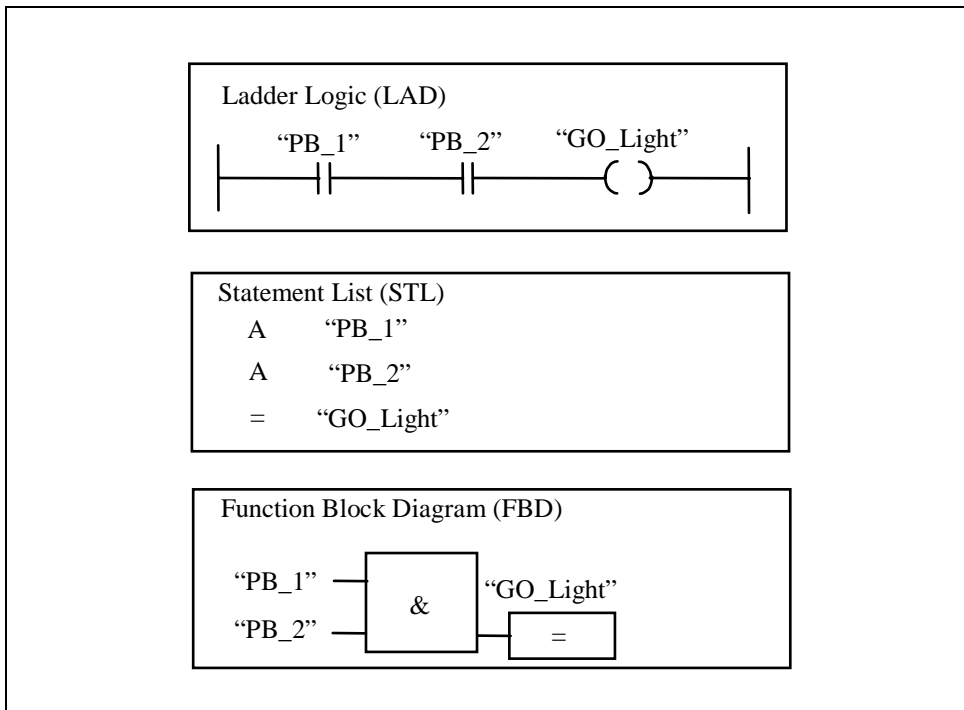 Ladder Logic (LAD)
“PB_1” “PB_2” “GO_Light”
Statement List (STL)
A “PB_1”
A “PB_2”
= “GO_Light”
Function Block Diagram (FBD)
“PB_1”
“PB_2”
&
“GO_Light”
=